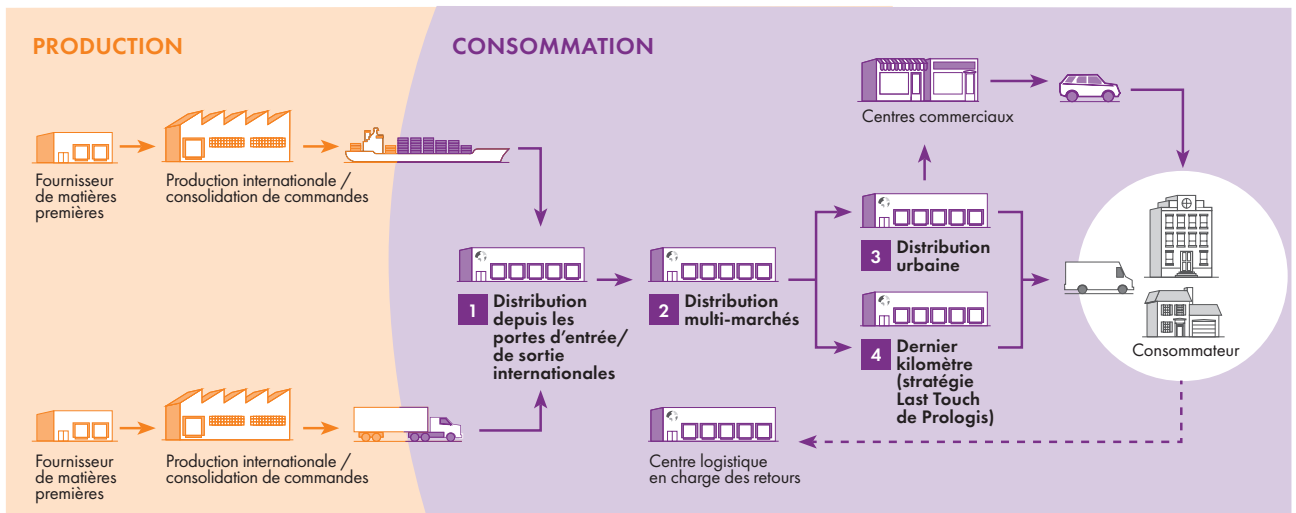 PRODUCTION
CONSOMMATION
Centres commerciaux
Fournisseur
de matières
premières
Production internationale /
consolidation de commandes
1 Distribution
depuis les
portes d'entrée/
de sortie
internationales
2 Distribution
multi-marchés
3 Distribution
urbaine
4 Dernier
kilomètre
(stratégie
Last Touch
de Prologis)
Consommateur
Fournisseur
de matières
premières
Production internationale /
consolidation de commandes
Centre logistique
en charge des retours